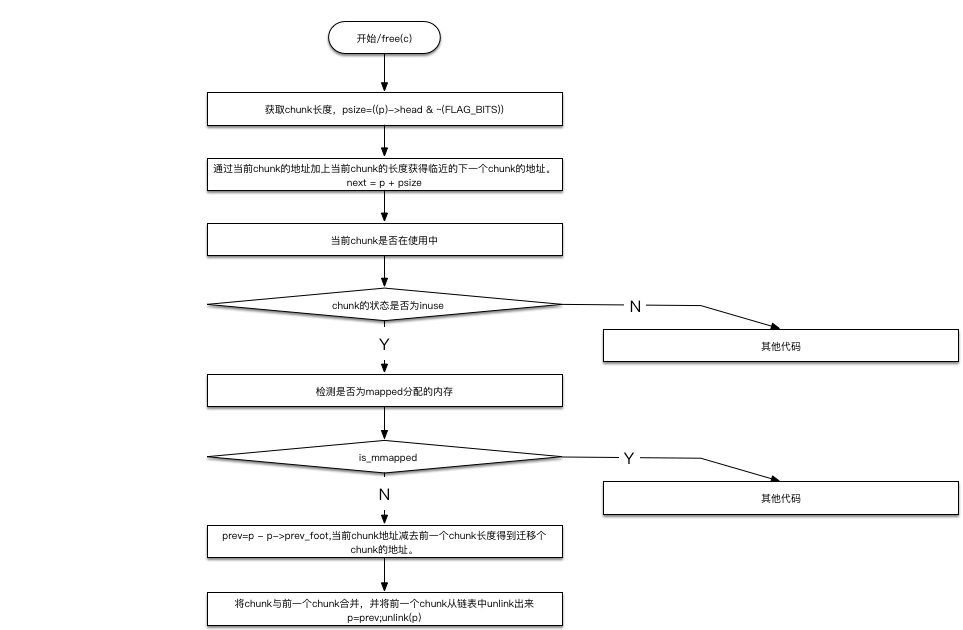 开始/free(c)
获取chunk长度，psize=((p)->head & ~(FLAG_BITS))
通过当前chunk的地址加上当前chunk的长度获得临近的下一个chunk的地址。
next = p + psize
当前chunk是否在使用中
chunk的状态是否为inuse
N
其他代码
Y
检测是否为mapped分配的内存
is_mmapped
Y
其他代码
N
prev=p - p->prev_foot,当前chunk地址减去前一个chunk长度得到迁移个
chunk的地址。
将chunk与前一个chunk合并，并将前一个chunk从链表中unlink出来
p=prev;unlink(p)